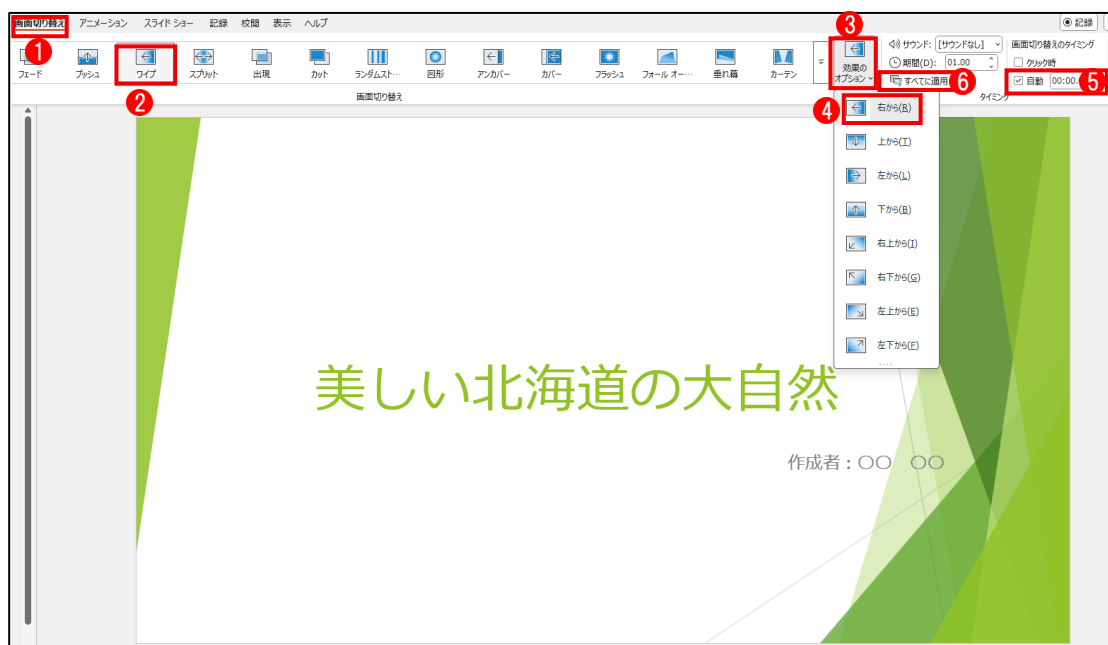 画面切り替え アニメーション スライド ショー 記録 校閲 表示 ヘルプ
記録
1
3
サウンド: [サウンドなし]
画面切り替えのタイミング
期間(D): 01.00
クリック時
すべてに適用
6
自動 00:00.
5
フェード プッシュ ワイプ スプリット 出現 カット ランダムスト… 図形 アンカバー カバー フラッシュ フォール オー… 垂れ幕 カーテン
効果の
オプション
2
画面切り替え
タイミング
4
右から(R)
上から(T)
左から(L)
下から(B)
右上から(I)
右下から(G)
左上から(E)
左下から(F)
美しい北海道の大自然
作成者：〇〇 〇〇